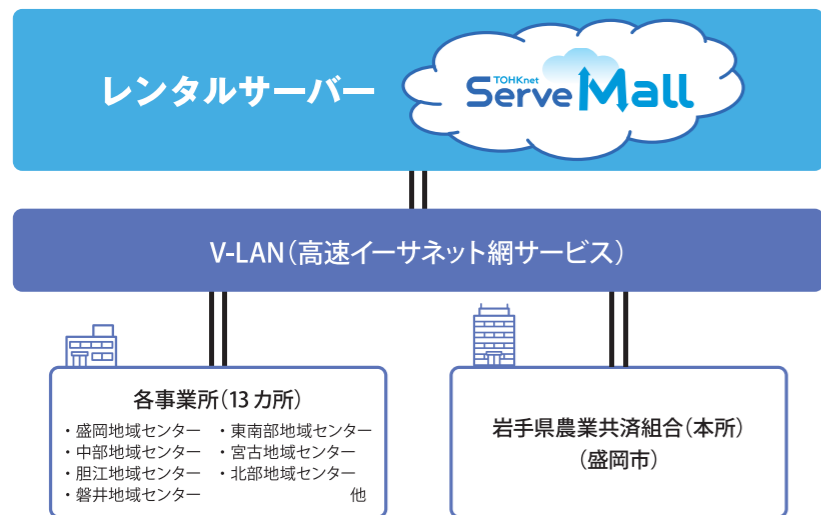 レンタルサーバー
TOHKnet
ServeMall
V-LAN（高速イーサネット網サービス）
各事業所（13カ所）
・盛岡地域センター ・東南部地域センター
・中部地域センター ・宮古地域センター
・胆江地域センター ・北部地域センター
・磐井地域センター 他
岩手県農業共済組合（本所）
（盛岡市）